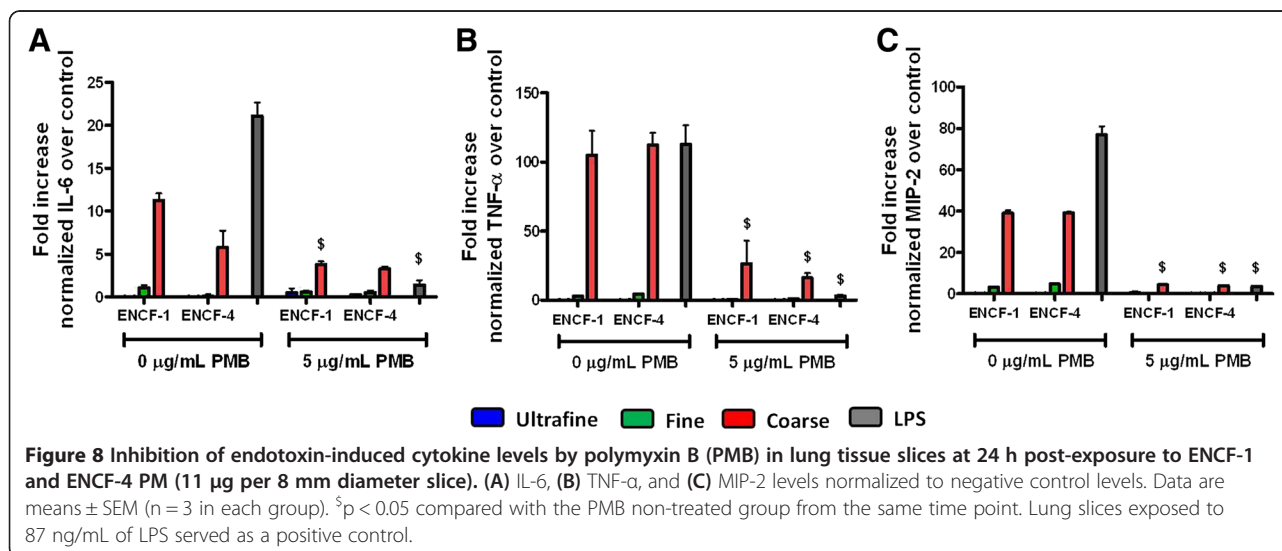 A
Fold increase
normalized IL-6 over control
25
20
15
10
5
0
ENCF-1 ENCF-4 ENCF-1 ENCF-4
0 μg/mL PMB 5 μg/mL PMB
$ $
B
Fold increase
normalized TNF-α over control
150
100
50
0
ENCF-1 ENCF-4 ENCF-1 ENCF-4
0 μg/mL PMB 5 μg/mL PMB
$ $ $
C
Fold increase
normalized MIP-2 over control
80
60
40
20
0
ENCF-1 ENCF-4 ENCF-1 ENCF-4
0 μg/mL PMB 5 μg/mL PMB
$ $ $
Ultrafine Fine Coarse LPS
Figure 8 Inhibition of endotoxin-induced cytokine levels by polymyxin B (PMB) in lung tissue slices at 24 h post-exposure to ENCF-1
and ENCF-4 PM (11 μg per 8 mm diameter slice). (A) IL-6, (B) TNF-α, and (C) MIP-2 levels normalized to negative control levels. Data are
means ± SEM (n = 3 in each group). $p < 0.05 compared with the PMB non-treated group from the same time point. Lung slices exposed to
87 ng/mL of LPS served as a positive control.